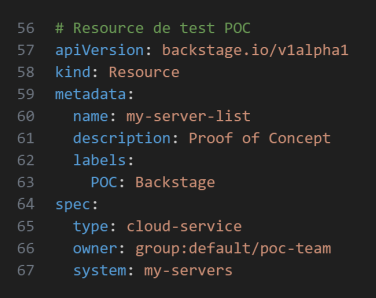 56 # Resource de test POC
57 apiVersion: backstage.io/v1alpha1
58 kind: Resource
59 metadata:
60   name: my-server-list
61   description: Proof of Concept
62   labels:
63     POC: Backstage
64 spec:
65   type: cloud-service
66   owner: group:default/poc-team
67   system: my-servers